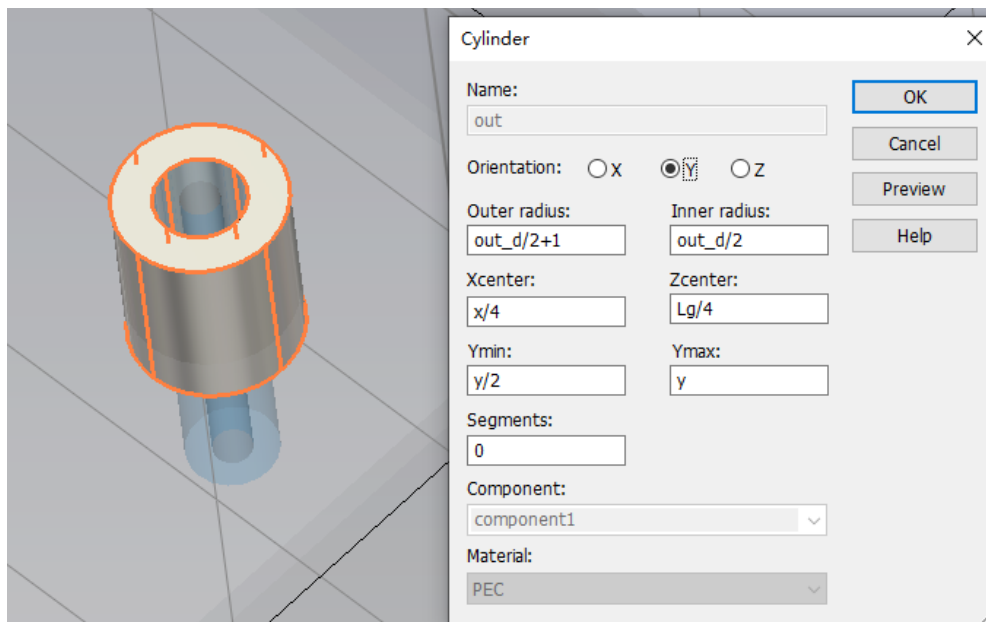 Cylinder
Name:
OK
out
Cancel
Orientation: X Y Z
Preview
Outer radius: Inner radius:
out_d/2+1 out_d/2
Help
Xcenter: Zcenter:
x/4 Lg/4
Ymin: Ymax:
y/2 y
Segments:
0
Component:
component1
Material:
PEC